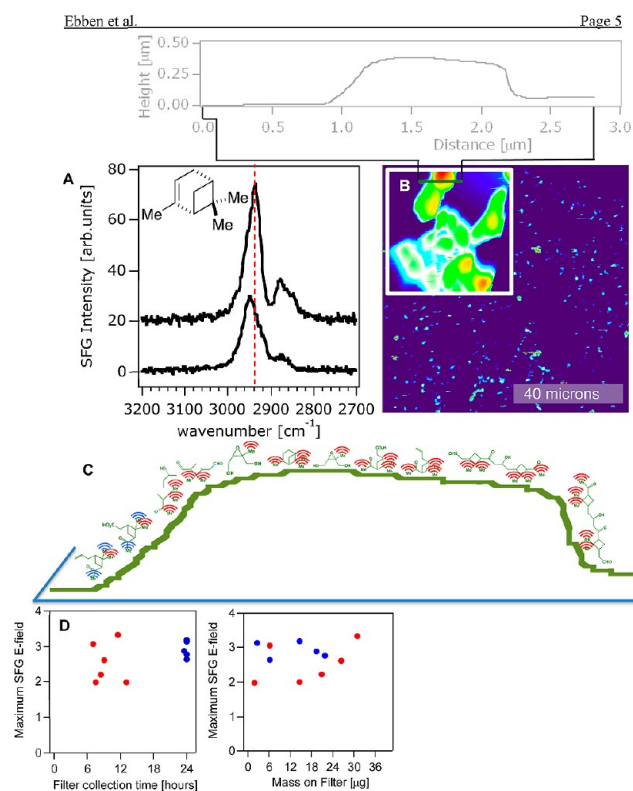 Ebben et al.
Page 5
Height [μm]
0.50
0.25
0.00
0.0
0.5
1.0
1.5
2.0
2.5
3.0
Distance [μm]
A
SFG Intensity [arb.units]
80
60
40
20
0
Me
Me
Me
3200
3100
3000
2900
2800
2700
wavenumber [cm-1]
B
40 microns
C
D
Maximum SFG E-field
4
3
2
1
0
0
6
12
18
24
Filter collection time [hours]
Maximum SFG E-field
4
3
2
1
0
0
6
12
18
24
30
36
Mass on Filter [μg]